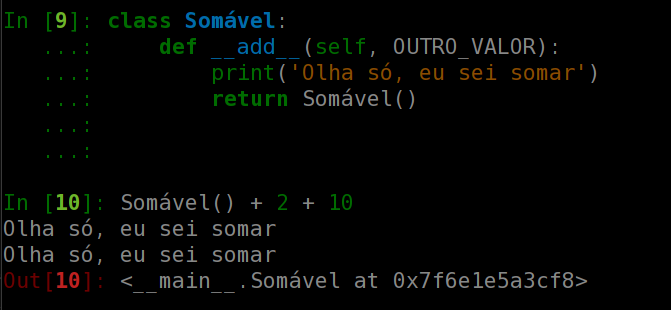 In [9]: class Somável:
   ...:     def __add__(self, OUTRO_VALOR):
   ...:         print('Olha só, eu sei somar')
   ...:         return Somável()
   ...:
   ...:
In [10]: Somável() + 2 + 10
Olha só, eu sei somar
Olha só, eu sei somar
Out[10]: <__main__.Somável at 0x7f6e1e5a3cf8>